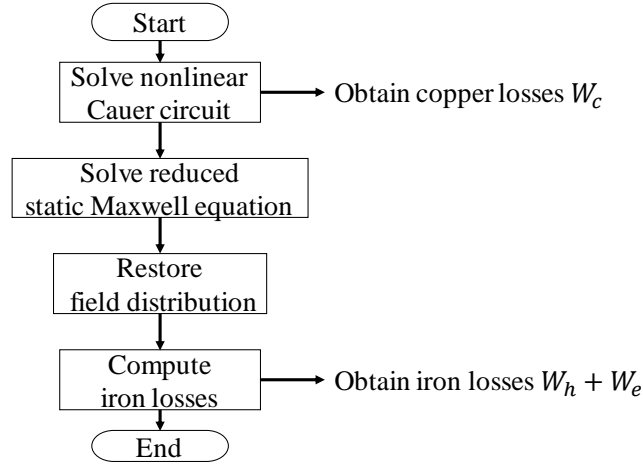 Start
Solve nonlinear
Cauer circuit
Obtain copper losses W_c
Solve reduced
static Maxwell equation
Restore
field distribution
Compute
iron losses
Obtain iron losses W_h + W_e
End